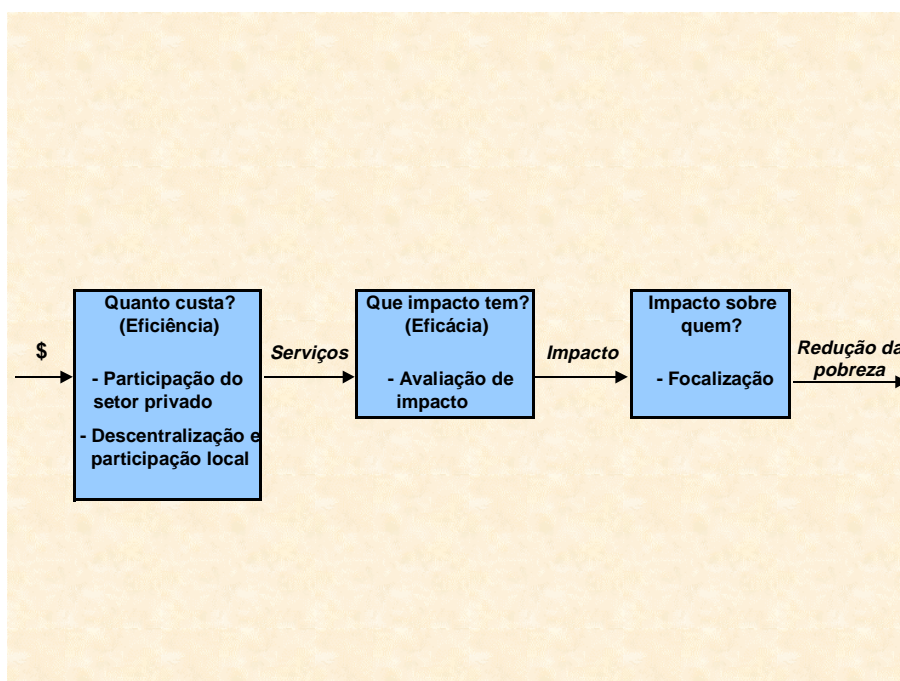 $
Quanto custa?
(Eficiência)
- Participação do
setor privado
- Descentralização e
participação local
Serviços
Que impacto tem?
(Eficácia)
- Avaliação de
impacto
Impacto
Impacto sobre
quem?
- Focalização
Redução da
pobreza